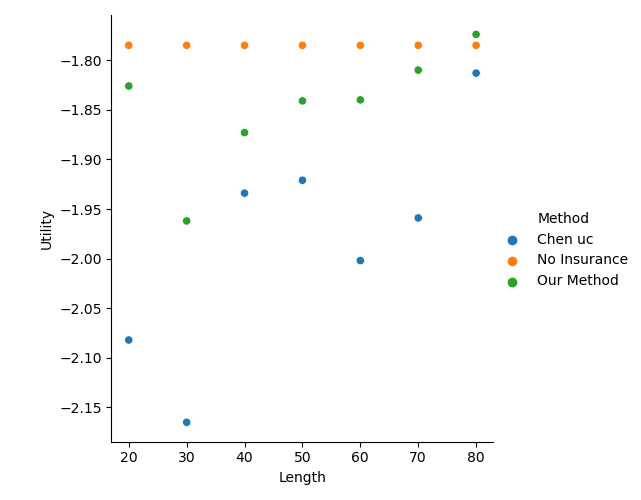 −1.80
−1.85
−1.90
−1.95
−2.00
−2.05
−2.10
−2.15
Utility
20 30 40 50 60 70 80
Length
Method
Chen uc
No Insurance
Our Method